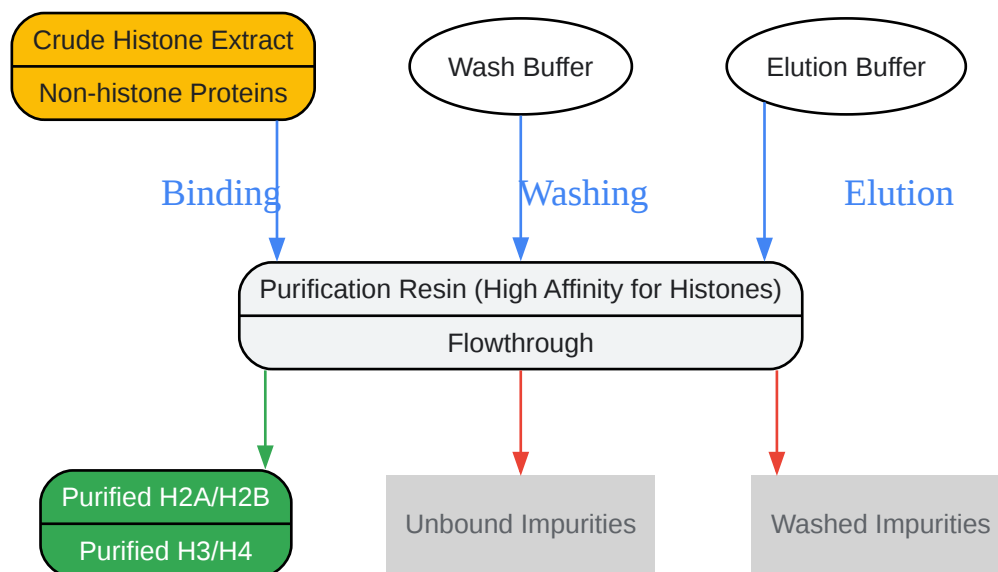 Crude Histone Extract
Non-histone Proteins
Wash Buffer
Elution Buffer
Binding
Washing
Elution
Purification Resin (High Affinity for Histones)
Flowthrough
Purified H2A/H2B
Purified H3/H4
Unbound Impurities
Washed Impurities